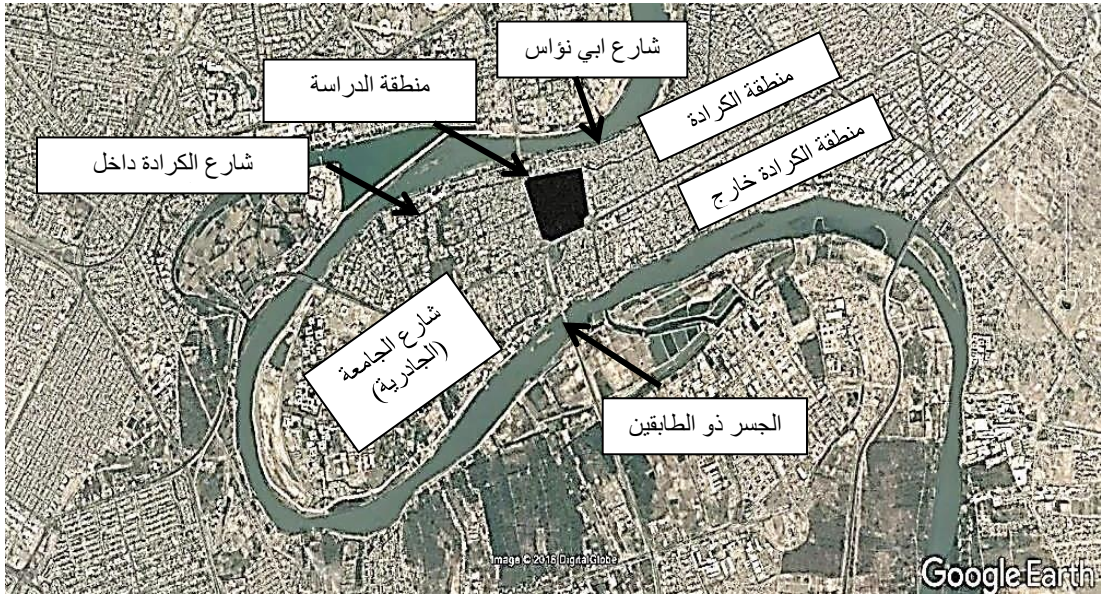 شارع ابي نؤاس
منطقة الدراسة
منطقة الكرادة
منطقة الكرادة خارج
شارع الكرادة داخل
شارع الجامعة
(الجادرية)
الجسر ذو الطابقين
Image © 2016 DigitalGlobe
Google Earth